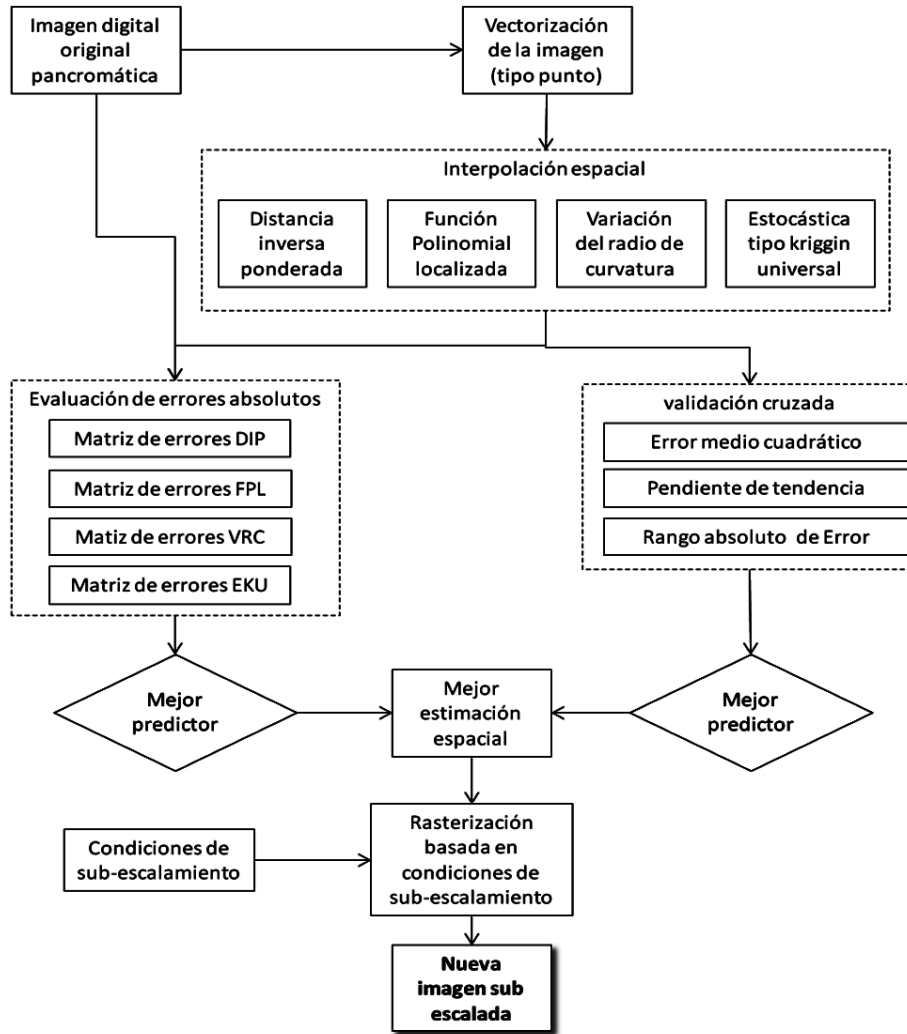 Imagen digital
original
pancromática
Vectorización
de la imagen
(tipo punto)
Interpolación espacial
Distancia
inversa
ponderada
Función
Polinomial
localizada
Variación
del radio de
curvatura
Estocástica
tipo kriggin
universal
Evaluación de errores absolutos
Matriz de errores DIP
Matriz de errores FPL
Matiz de errores VRC
Matriz de errores EKU
validación cruzada
Error medio cuadrático
Pendiente de tendencia
Rango absoluto de Error
Mejor
predictor
Mejor
estimación
espacial
Mejor
predictor
Condiciones de
sub-escalamiento
Rasterización
basada en
condiciones de
sub-escalamiento
Nueva
imagen sub
escalada